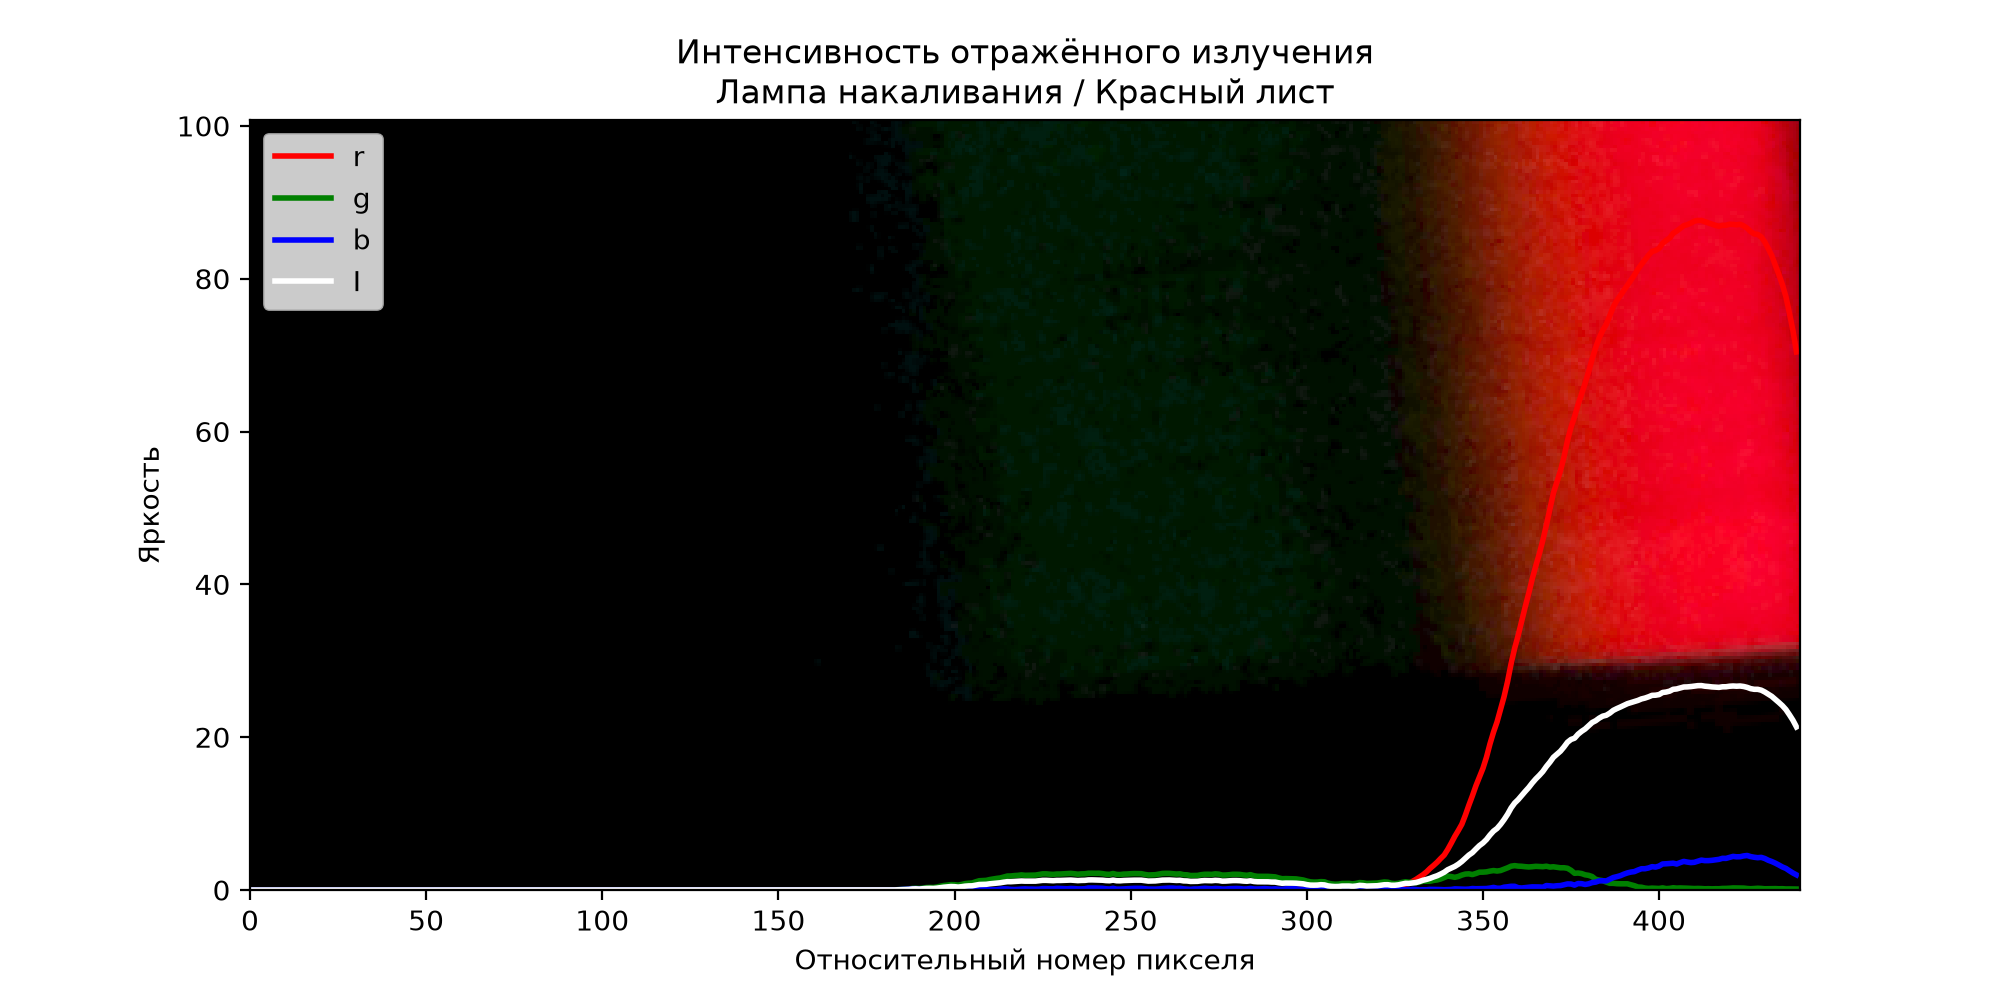 Интенсивность отражённого излучения
Лампа накаливания / Красный лист
r
g
b
l
100
80
60
40
20
0
Яркость
0 50 100 150 200 250 300 350 400
Относительный номер пикселя